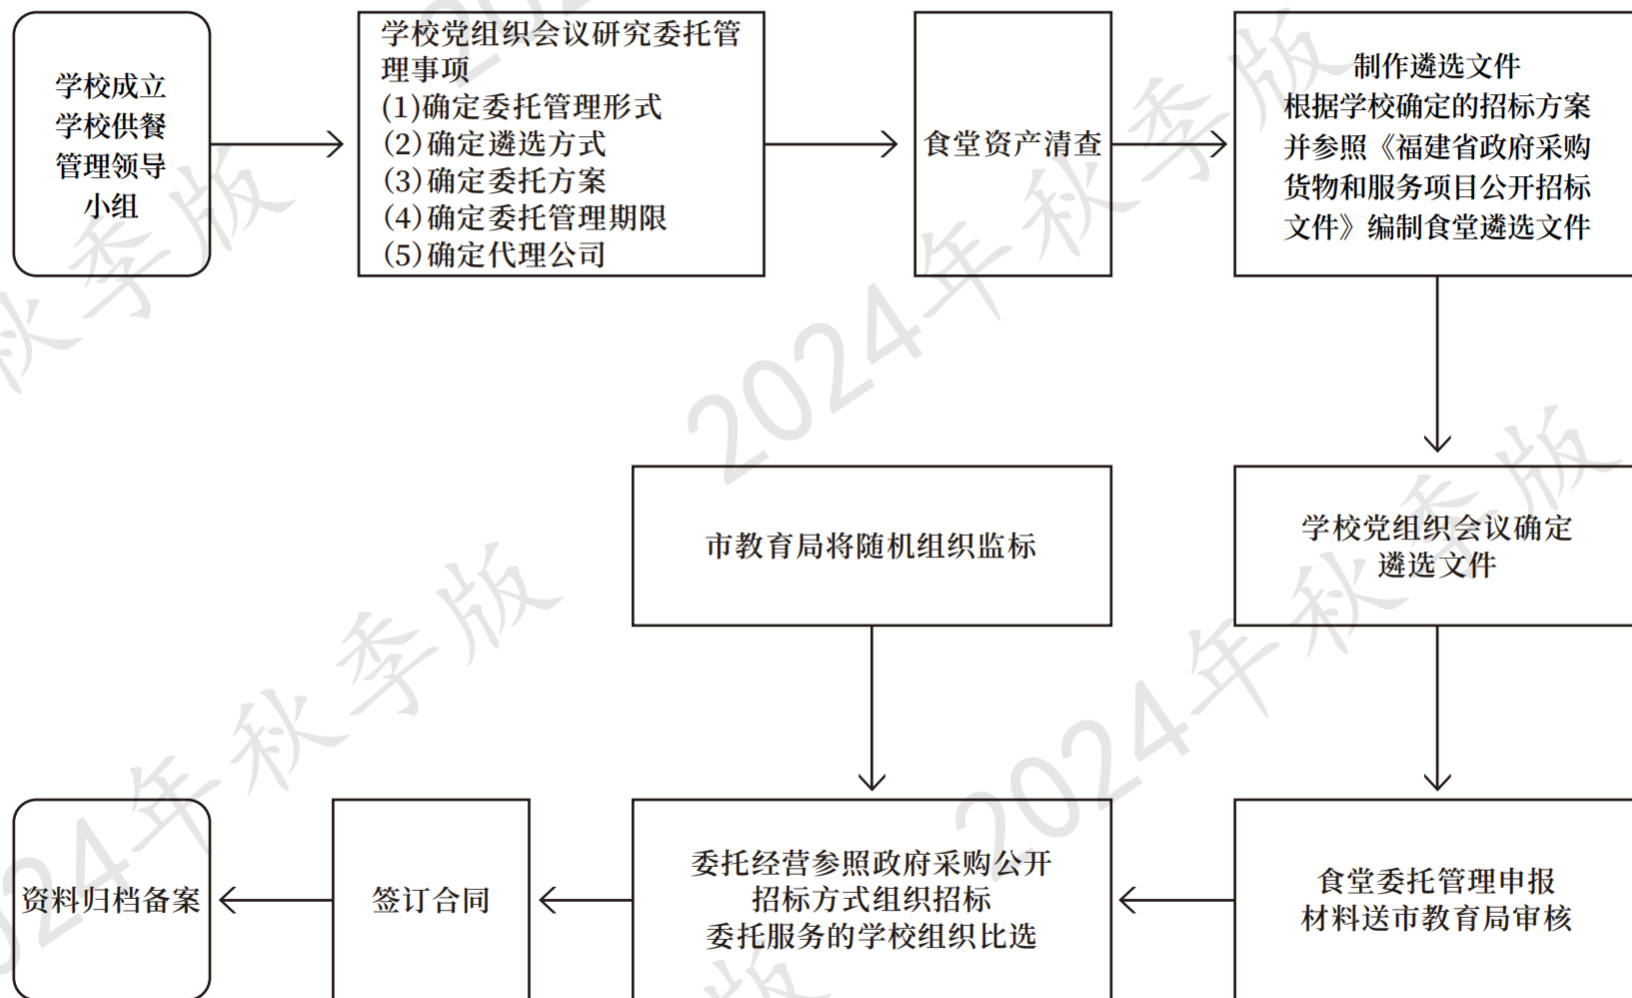 学校成立
学校供餐
管理领导
小组
学校党组织会议研究委托管
理事项
(1)确定委托管理形式
(2)确定遴选方式
(3)确定委托方案
(4)确定委托管理期限
(5)确定代理公司
食堂资产清查
制作遴选文件
根据学校确定的招标方案
并参照《福建省政府采购
货物和服务项目公开招标
文件》编制食堂遴选文件
市教育局将随机组织监标
学校党组织会议确定
遴选文件
资料归档备案
签订合同
委托经营参照政府采购公开
招标方式组织招标
委托服务的学校组织比选
食堂委托管理申报
材料送市教育局审核
202
秋季版
2024年秋季版
2024年秋季版
2024年秋季版
版